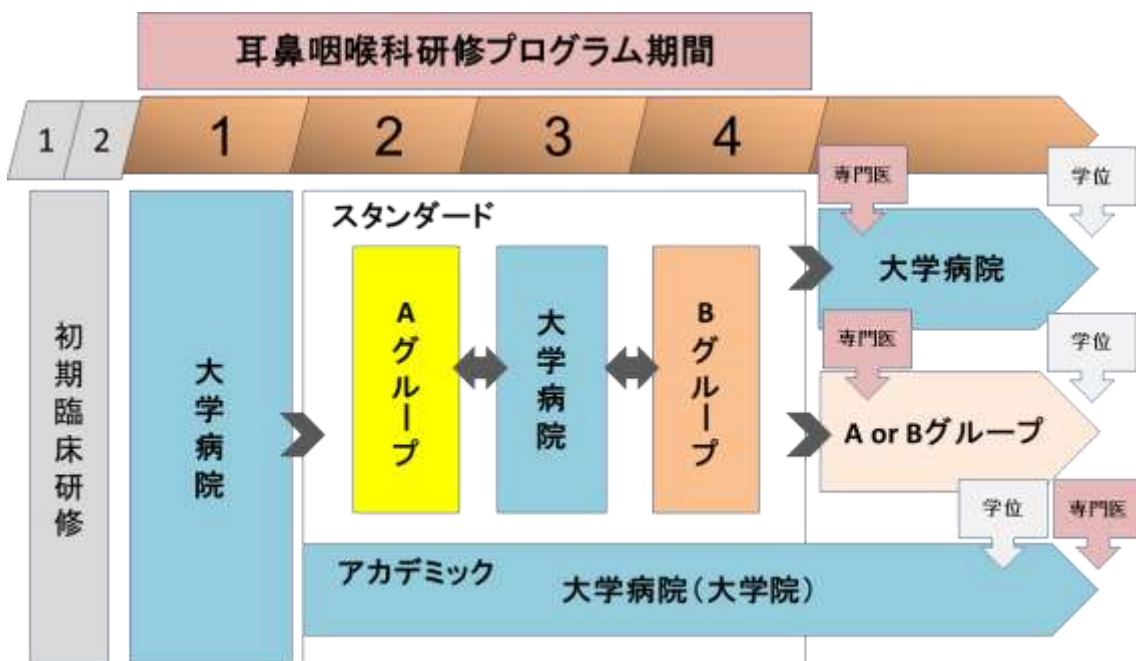 耳鼻咽喉科研修プログラム期間
1
2
1
2
3
4
専門医
学位
初期臨床研修
大学病院
スタンダード
Aグループ
大学病院
Bグループ
大学病院
専門医
学位
A or Bグループ
学位
専門医
アカデミック
大学病院（大学院）